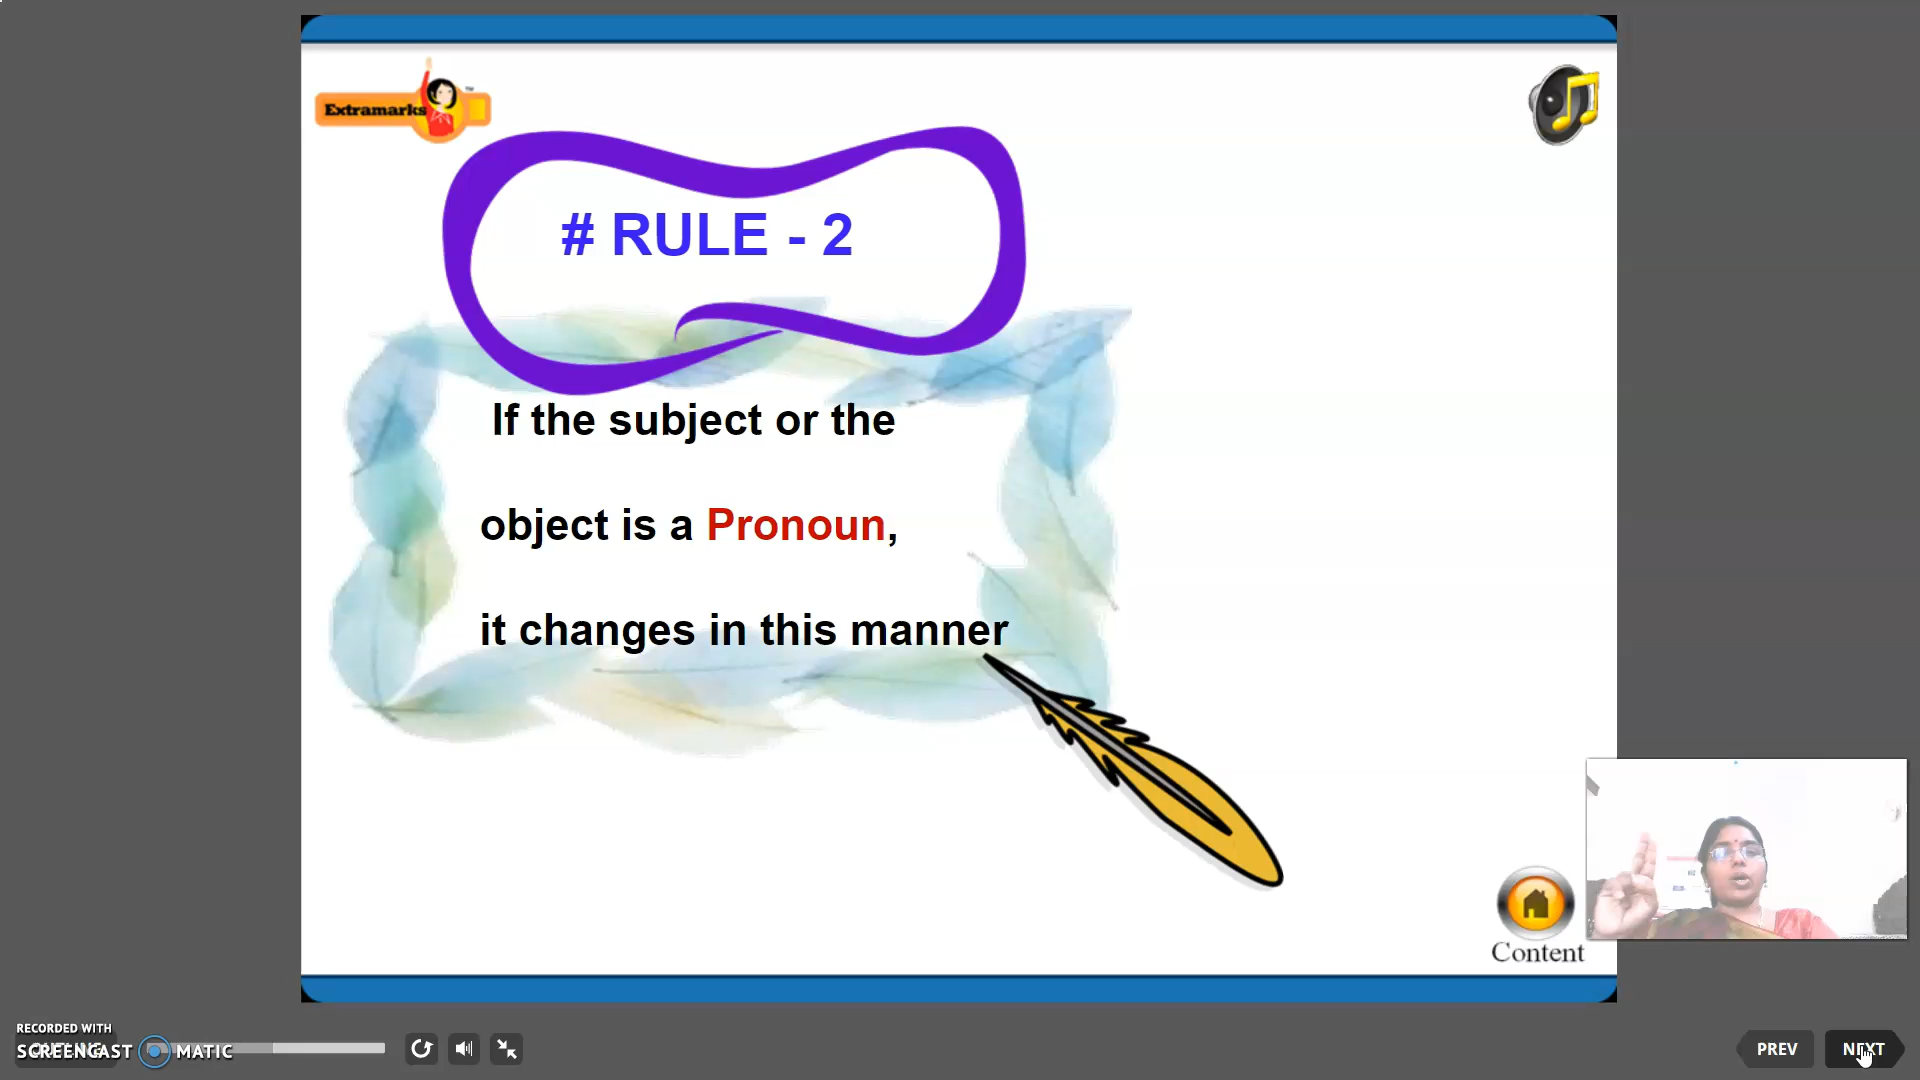 Extramarks
# RULE - 2
If the subject or the
object is a Pronoun,
it changes in this manner
Content
RECORDED WITH
SCREENCAST MATIC
PREV
NEXT